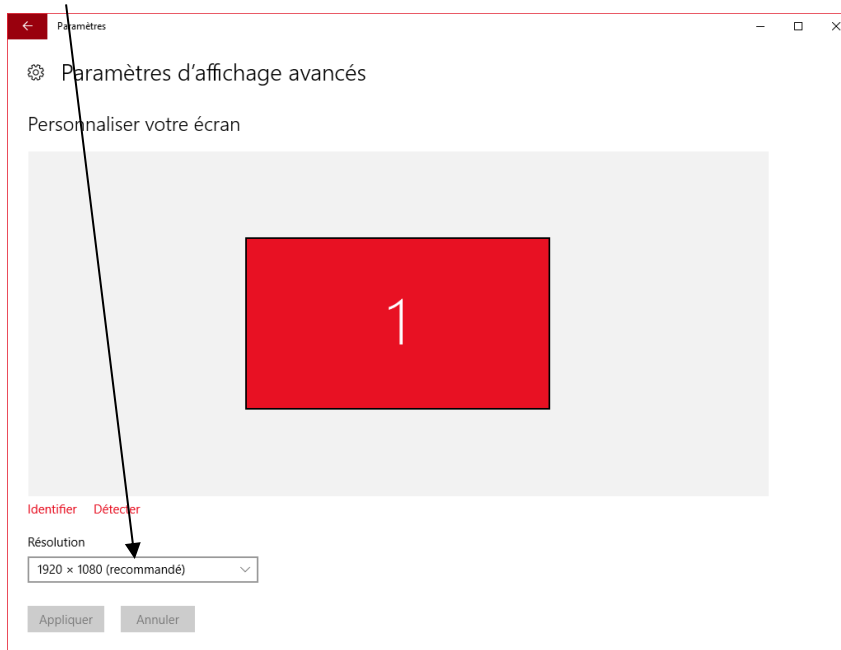 Paramètres
Paramètres d'affichage avancés
Personnaliser votre écran
1
Identifier Détecter
Résolution
1920 × 1080 (recommandé)
Appliquer Annuler